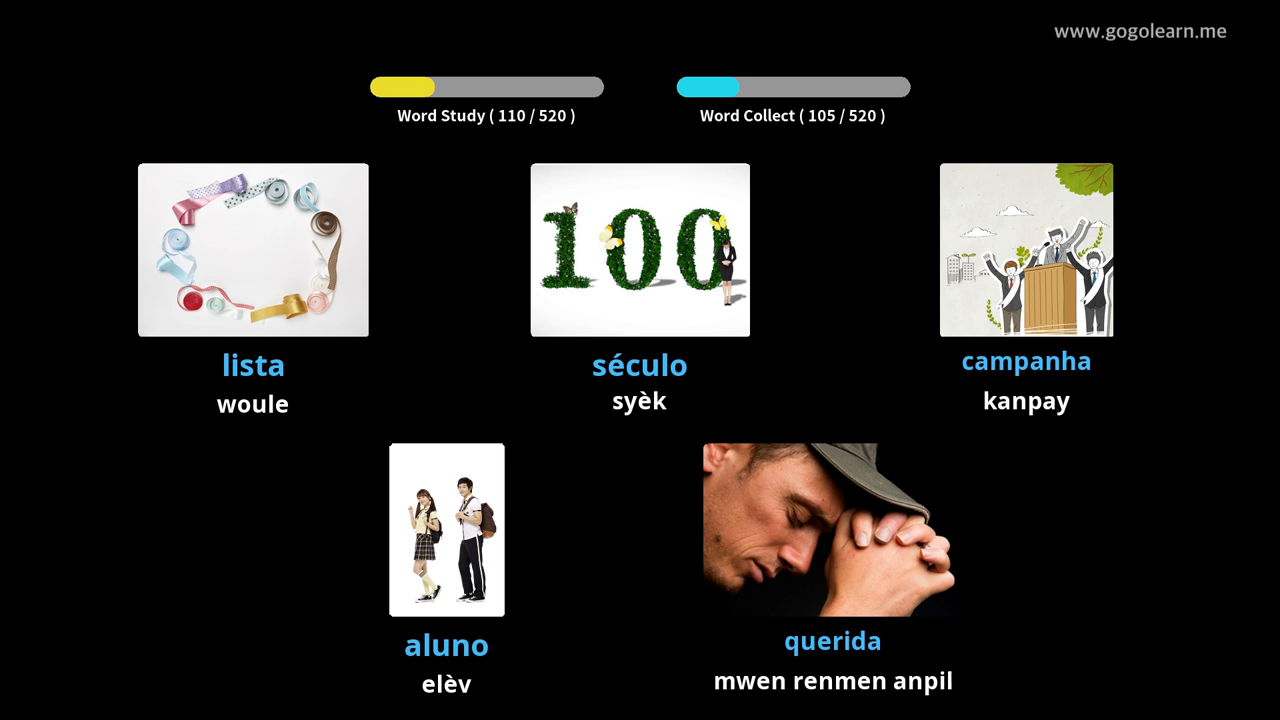 www.gogolearn.me
Word Study ( 110 / 520 )
Word Collect ( 105 / 520 )
lista
woule
século
syèk
campanha
kanpay
100
aluno
elèv
querida
mwen renmen anpil